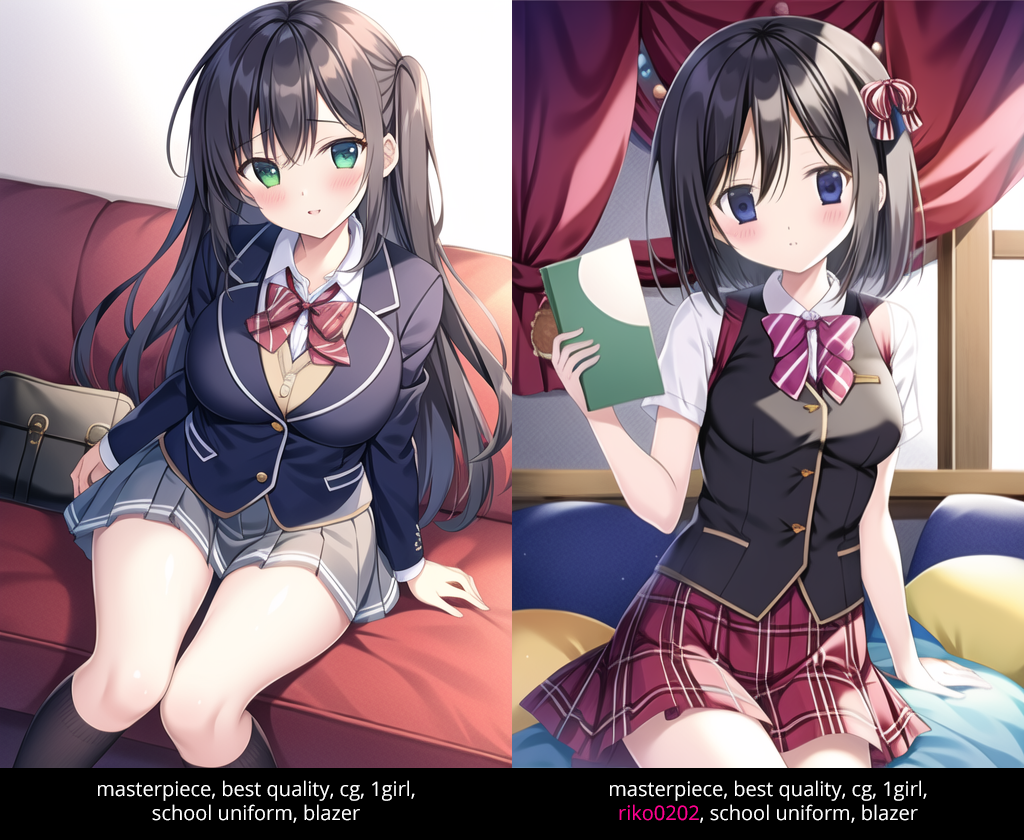 masterpiece, best quality, cg, 1girl,
school uniform, blazer
masterpiece, best quality, cg, 1girl,
riko0202, school uniform, blazer